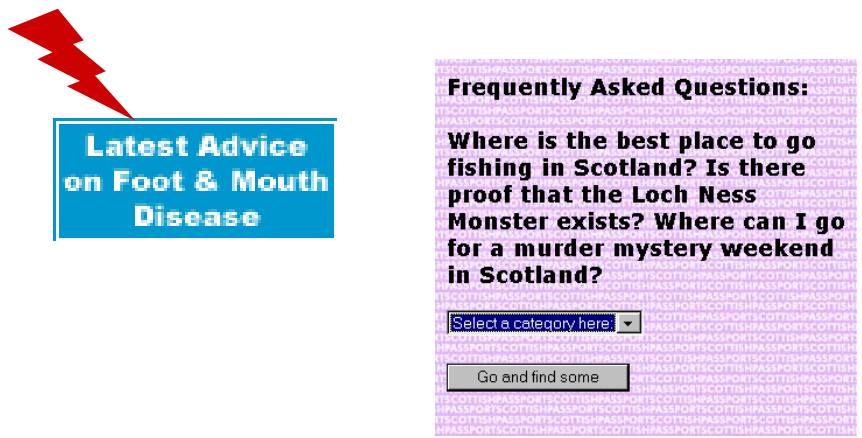 Latest Advice
on Foot & Mouth
Disease
Frequently Asked Questions:
Where is the best place to go
fishing in Scotland? Is there
proof that the Loch Ness
Monster exists? Where can I go
for a murder mystery weekend
in Scotland?
Select a category here:
Go and find some